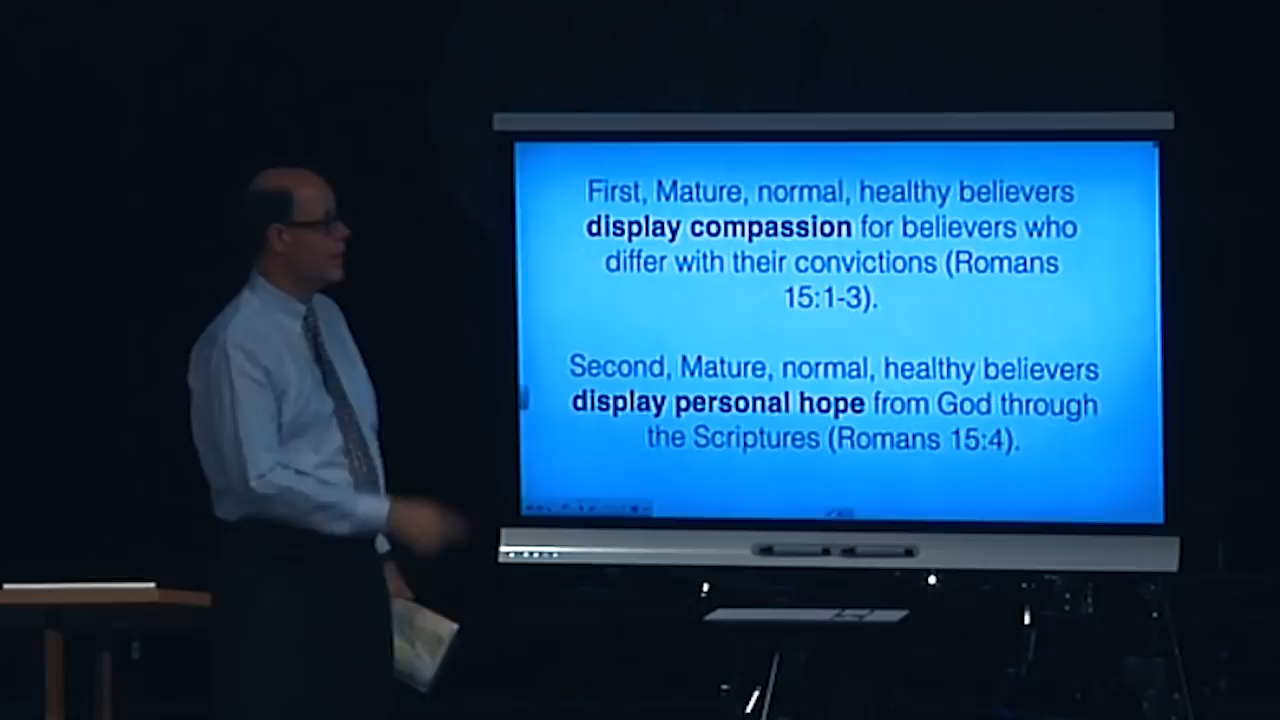 First, Mature, normal, healthy believers
display compassion for believers who
differ with their convictions (Romans
15:1-3).
Second, Mature, normal, healthy believers
display personal hope from God through
the Scriptures (Romans 15:4).